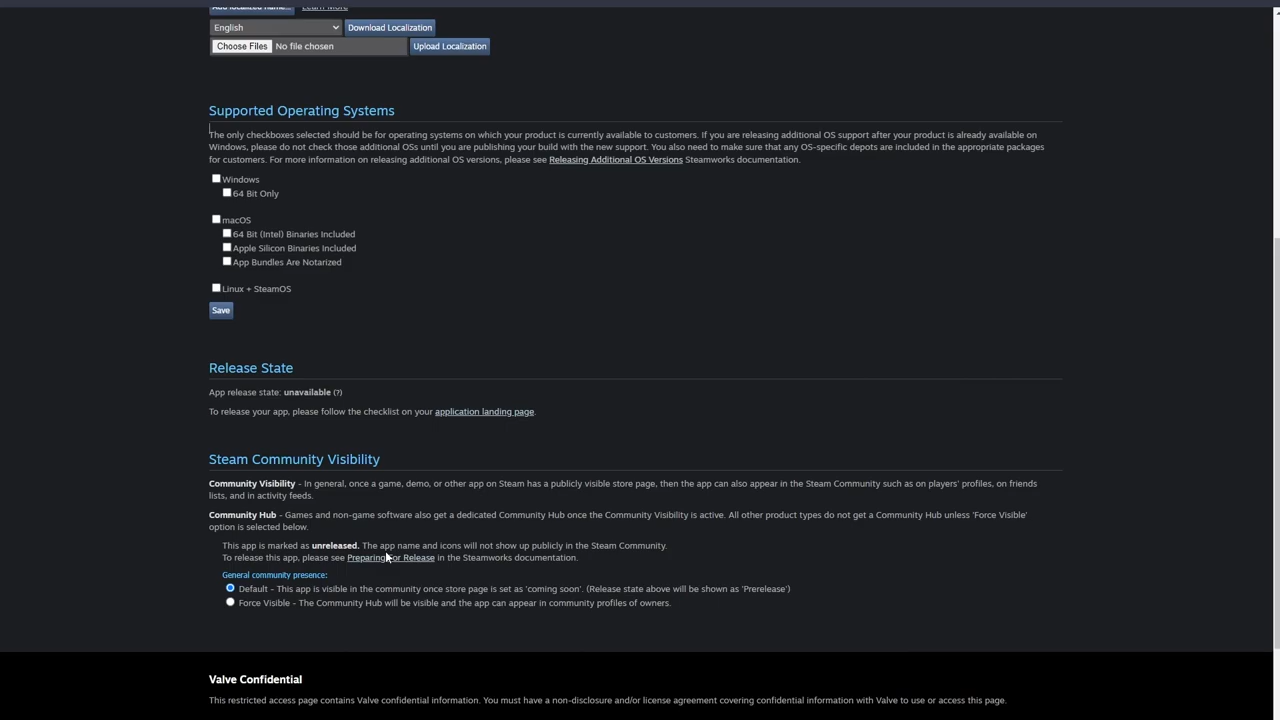 Add localized name... Learn More
English Download Localization
Choose Files No file chosen Upload Localization
Supported Operating Systems
The only checkboxes selected should be for operating systems on which your product is currently available to customers. If you are releasing additional OS support after your product is already available on
Windows, please do not check those additional OSs until you are publishing your build with the new support. You also need to make sure that any OS-specific depots are included in the appropriate packages
for customers. For more information on releasing additional OS versions, please see Releasing Additional OS Versions Steamworks documentation.
Windows
64 Bit Only
macOS
64 Bit (Intel) Binaries Included
Apple Silicon Binaries Included
App Bundles Are Notarized
Linux + SteamOS
Save
Release State
App release state: unavailable (?)
To release your app, please follow the checklist on your application landing page.
Steam Community Visibility
Community Visibility - In general, once a game, demo, or other app on Steam has a publicly visible store page, then the app can also appear in the Steam Community such as on players' profiles, on friends
lists, and in activity feeds.
Community Hub - Games and non-game software also get a dedicated Community Hub once the Community Visibility is active. All other product types do not get a Community Hub unless 'Force Visible'
option is selected below.
This app is marked as unreleased. The app name and icons will not show up publicly in the Steam Community.
To release this app, please see Preparing For Release in the Steamworks documentation.
General community presence:
Default - This app is visible in the community once store page is set as 'coming soon'. (Release state above will be shown as 'Prerelease')
Force Visible - The Community Hub will be visible and the app can appear in community profiles of owners.
Valve Confidential
This restricted access page contains Valve confidential information. You must have a non-disclosure and/or license agreement covering confidential information with Valve to use or access this page.